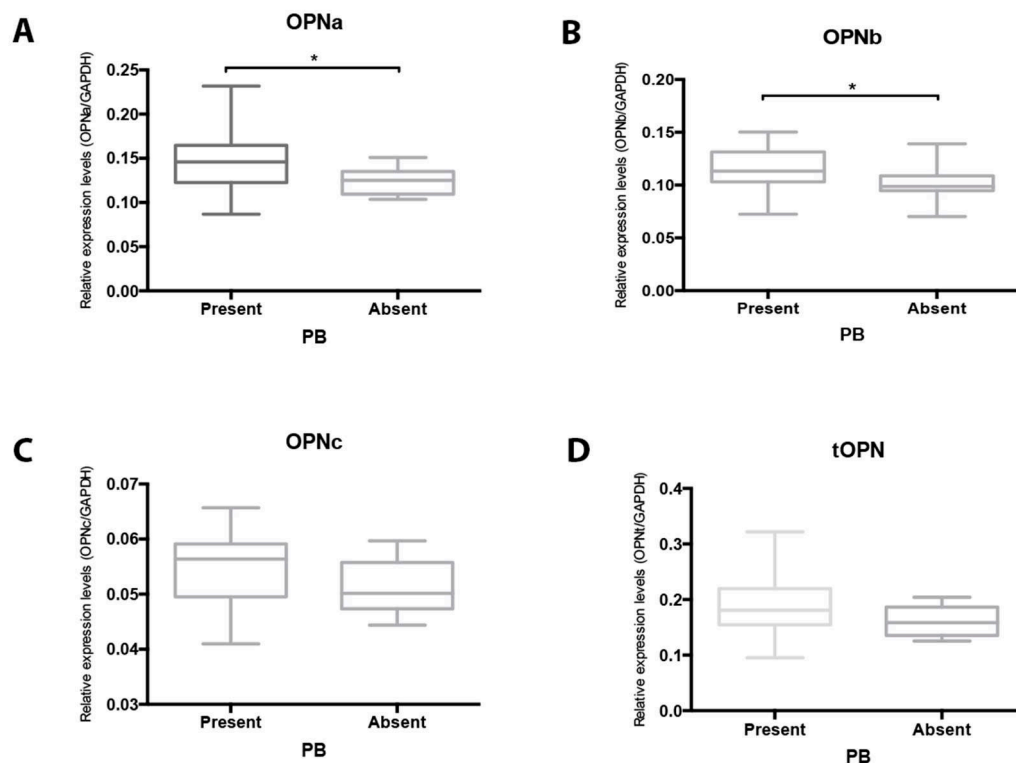 A
OPNa
*
Relative expression levels (OPNa/GAPDH)
0.25
0.20
0.15
0.10
0.05
0.00
Present Absent
PB
B
OPNb
*
Relative expression levels (OPNb/GAPDH)
0.20
0.15
0.10
0.05
0.00
Present Absent
PB
C
OPNc
Relative expression levels (OPNc/GAPDH)
0.07
0.06
0.05
0.04
0.03
Present Absent
PB
D
tOPN
Relative expression levels (OPNt/GAPDH)
0.4
0.3
0.2
0.1
0.0
Present Absent
PB